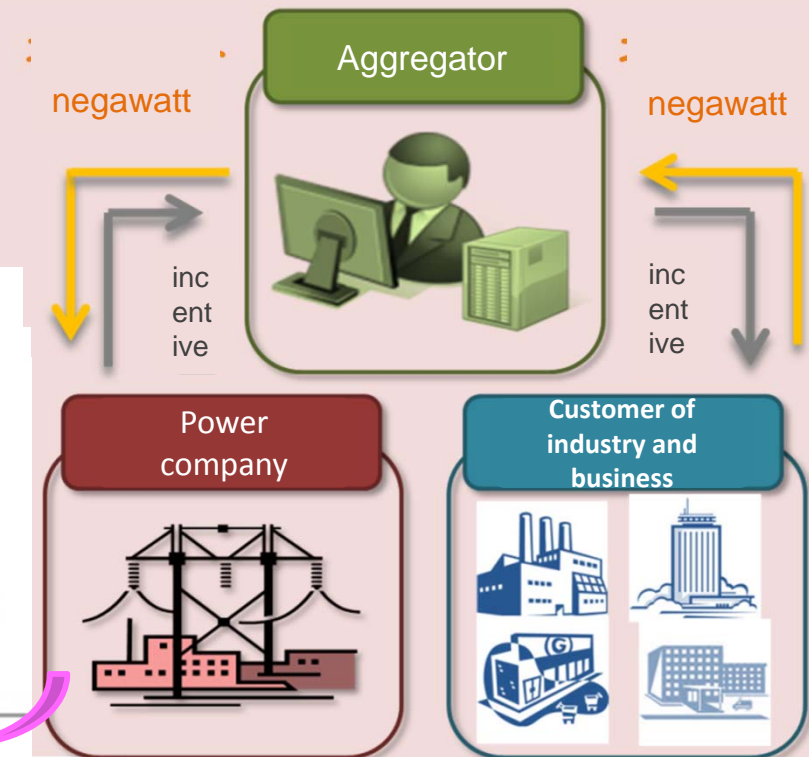 Aggregator
negawatt
negawatt
inc
ent
ive
inc
ent
ive
Power
company
Customer of
industry and
business
G